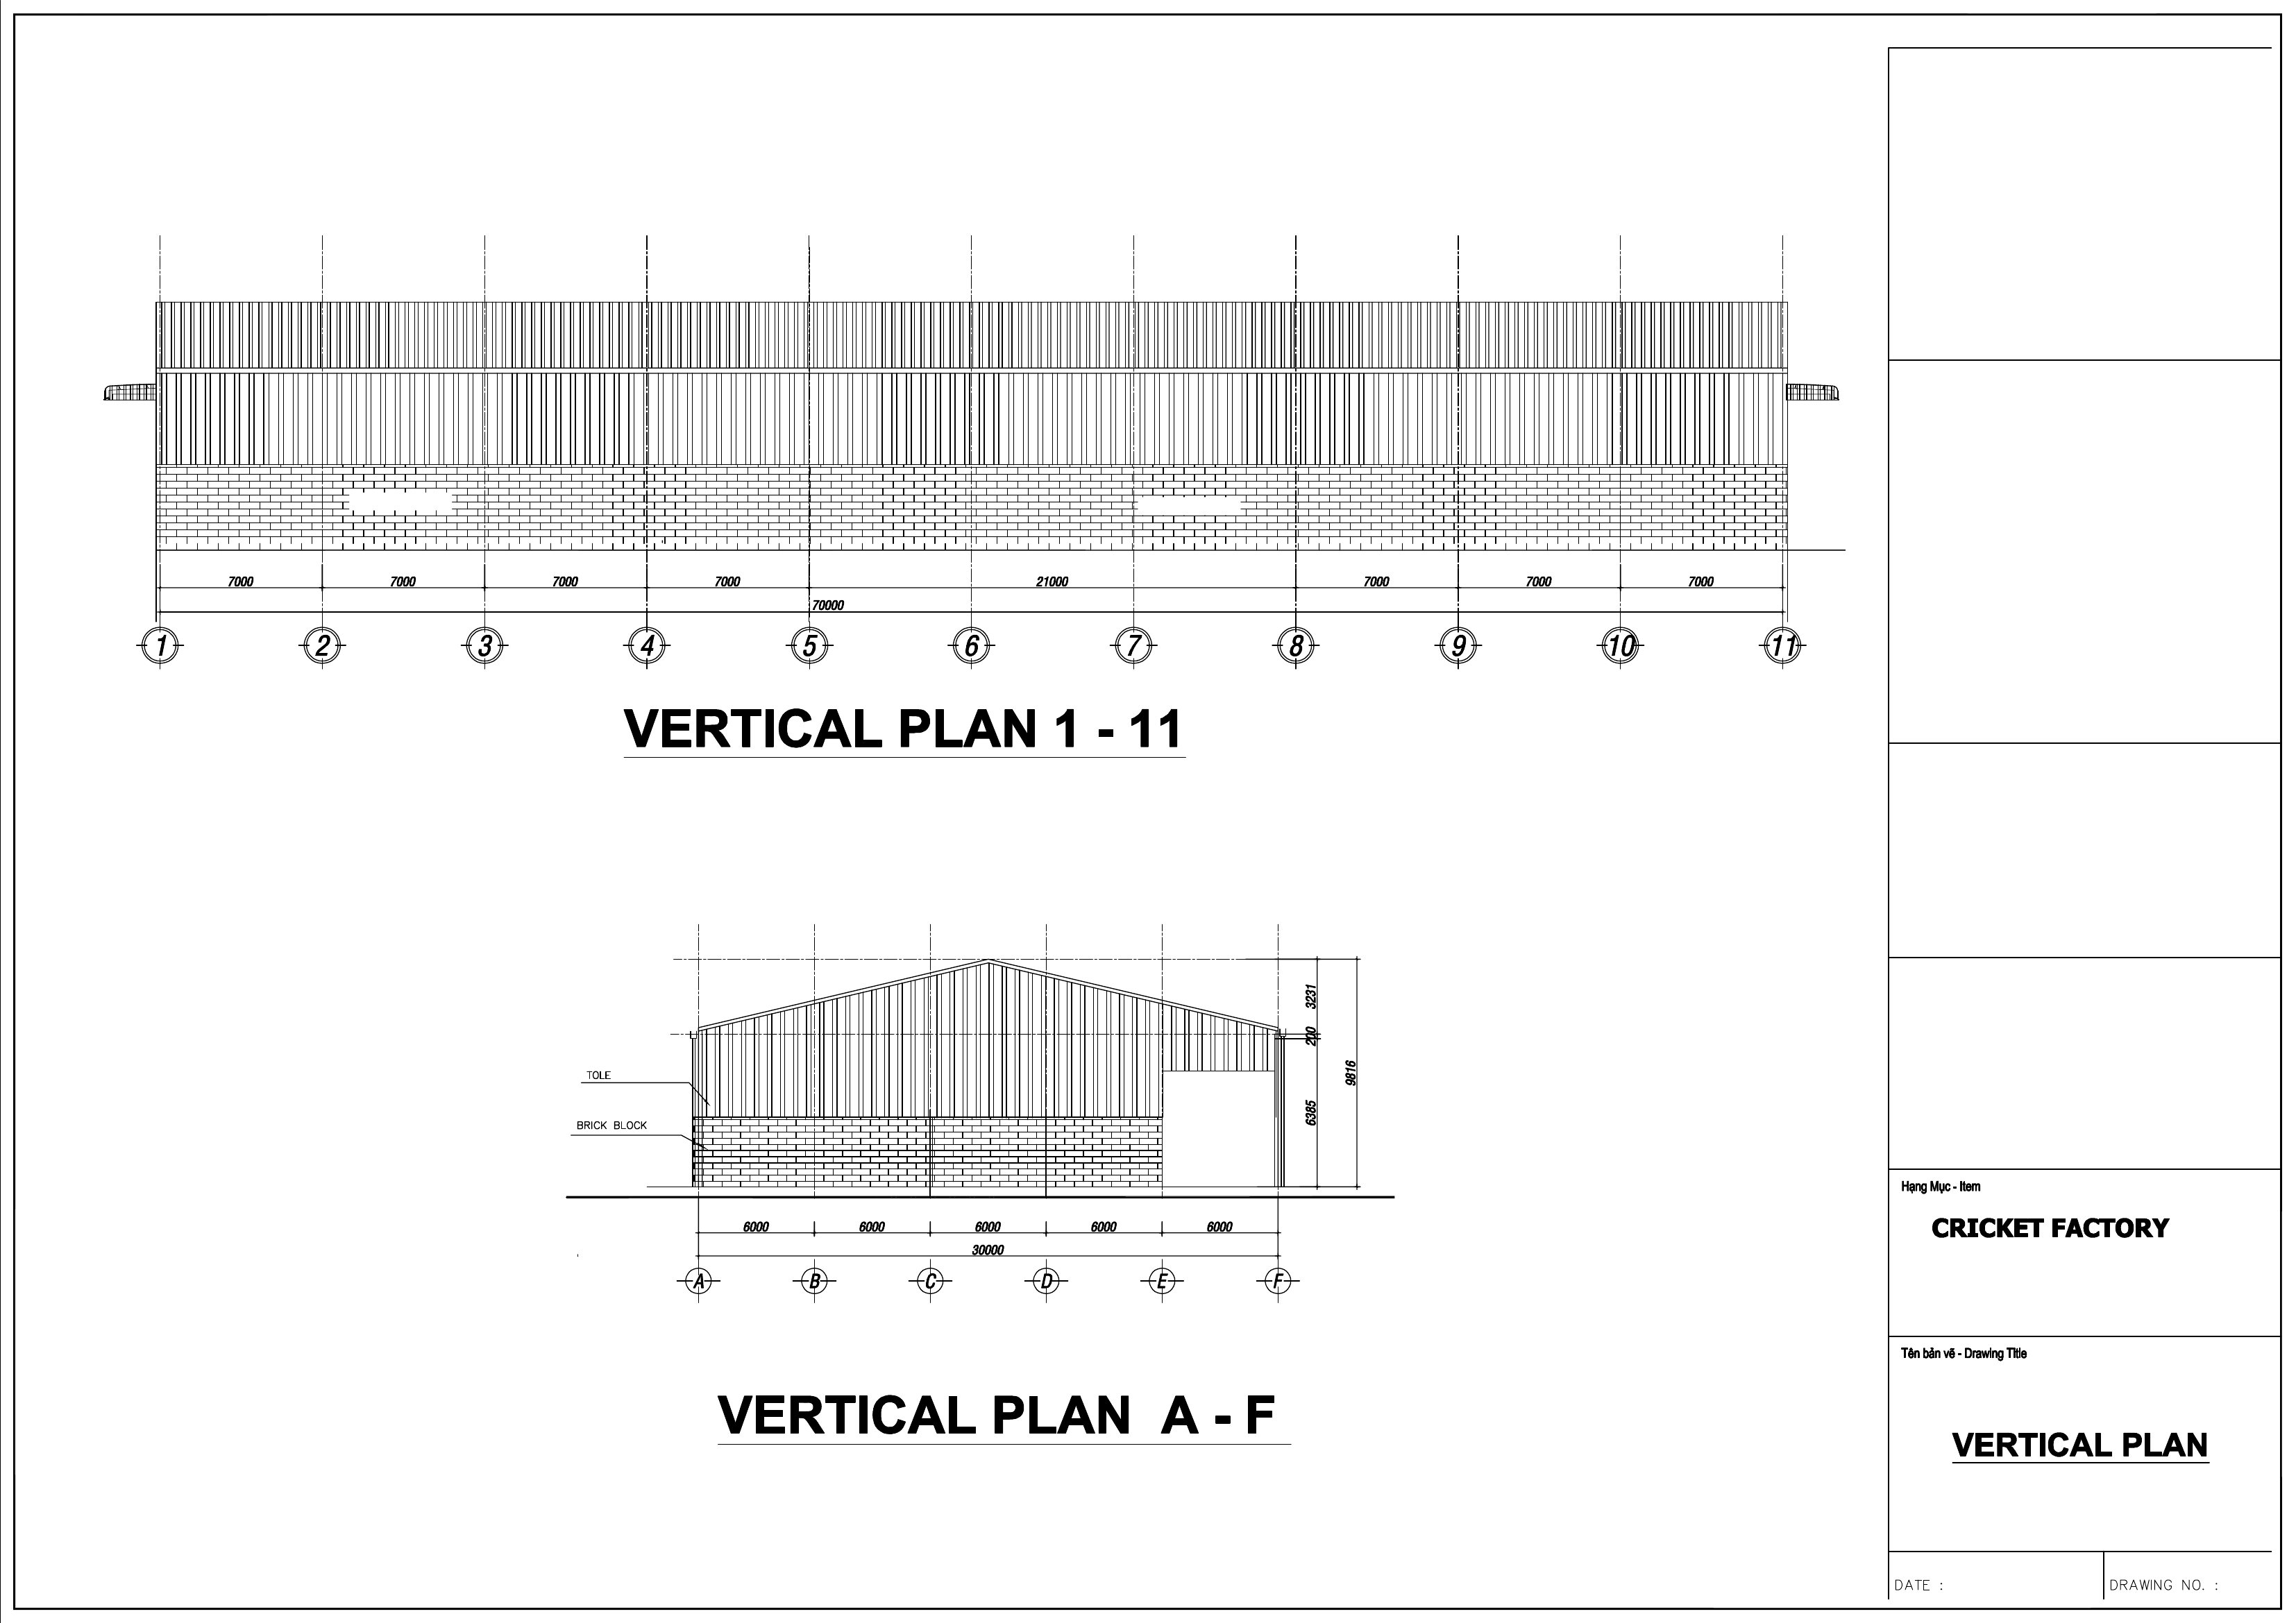 7000 7000 7000 7000 21000 7000 7000 7000
70000
1 2 3 4 5 6 7 8 9 10 11
VERTICAL PLAN 1 - 11
3231
200
9816
6385
TOLE
BRICK BLOCK
6000 6000 6000 6000 6000
30000
A B C D E F
VERTICAL PLAN A - F
Hạng Mục - Item
CRICKET FACTORY
Tên bản vẽ - Drawing Title
VERTICAL PLAN
DATE :
DRAWING NO. :